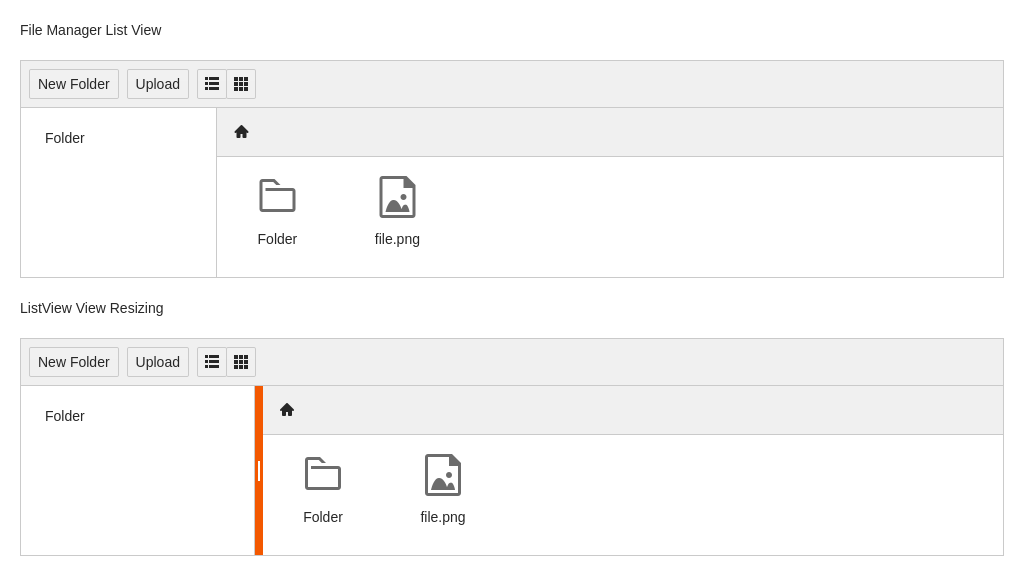 File Manager List View
New Folder Upload
Folder
Folder file.png
ListView View Resizing
New Folder Upload
Folder
Folder file.png